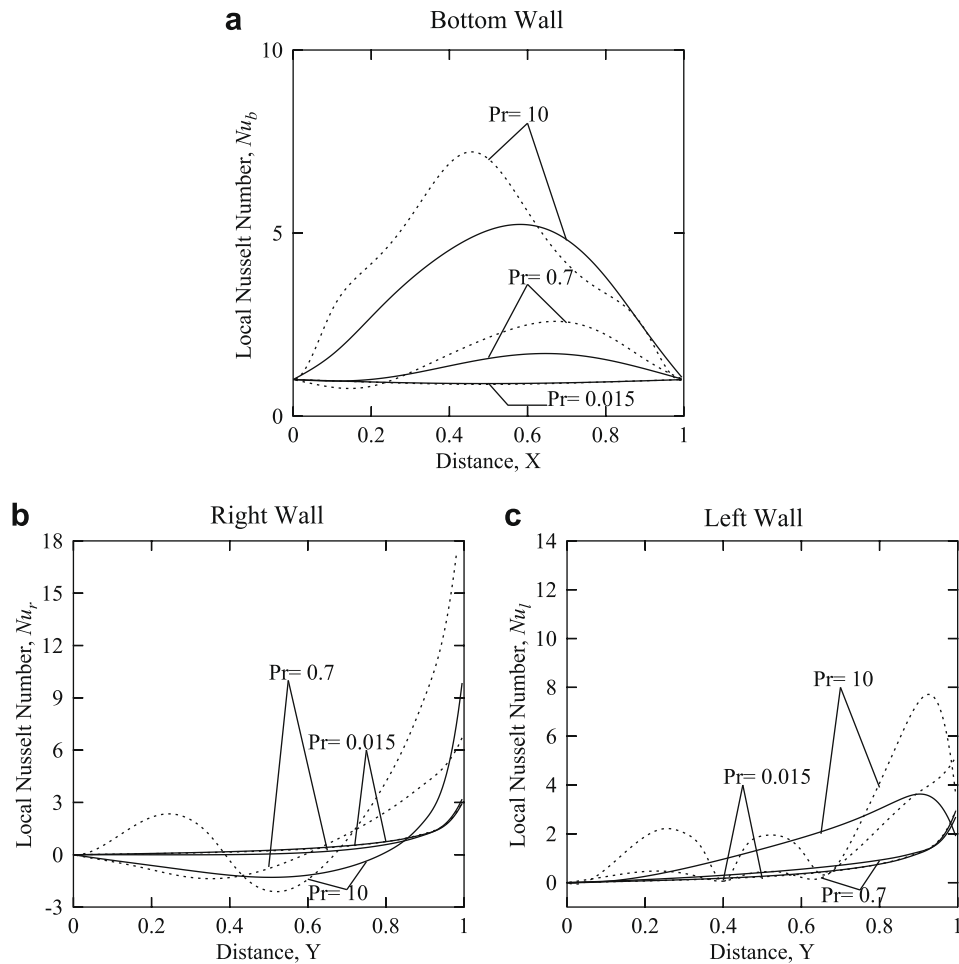 a
Bottom Wall
Local Nusselt Number, Nu_b
10
5
0
Pr= 10
Pr= 0.7
Pr= 0.015
0 0.2 0.4 0.6 0.8 1
Distance, X
b
Right Wall
Local Nusselt Number, Nu_r
18
15
12
9
6
3
0
-3
Pr= 0.7
Pr= 0.015
Pr= 10
0 0.2 0.4 0.6 0.8 1
Distance, Y
c
Left Wall
Local Nusselt Number, Nu_l
14
12
10
8
6
4
2
0
Pr= 10
Pr= 0.015
Pr= 0.7
0 0.2 0.4 0.6 0.8 1
Distance, Y